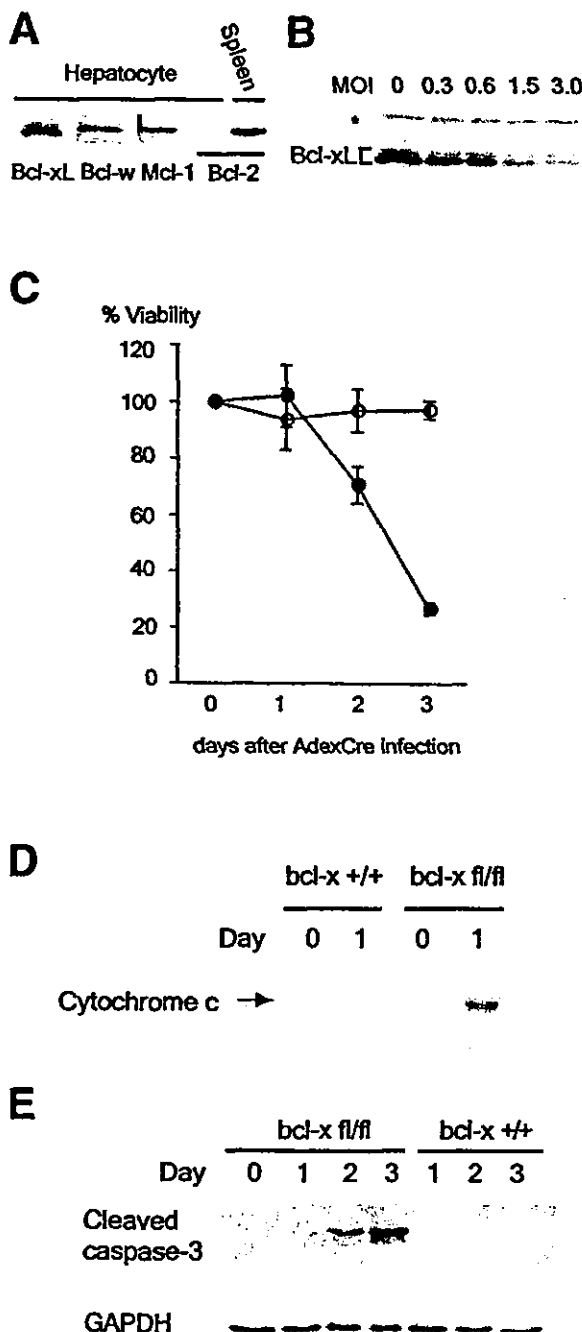 A
Hepatocyte
Spleen
Bcl-xL Bcl-w Mcl-1 Bcl-2
B
MOI 0 0.3 0.6 1.5 3.0
*
Bcl-xL[
C
% Viability
120
100
80
60
40
20
0
0 1 2 3
days after AdexCre infection
D
bcl-x +/+ bcl-x fl/fl
Day 0 1 0 1
Cytochrome c →
E
bcl-x fl/fl bcl-x +/+
Day 0 1 2 3 1 2 3
Cleaved
caspase-3
GAPDH